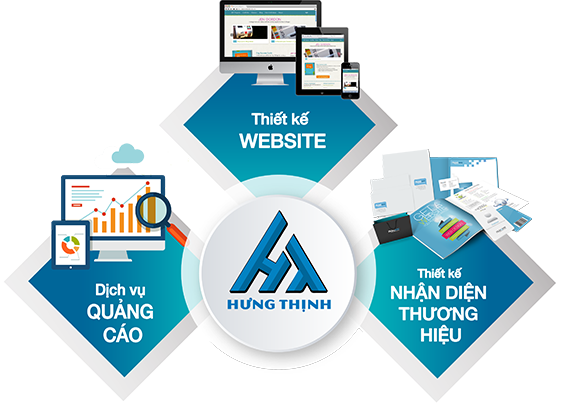 Thiết kế
WEBSITE
Dịch vụ
QUẢNG
CÁO
HƯNG THỊNH
Thiết kế
NHẬN DIỆN
THƯƠNG
HIỆU